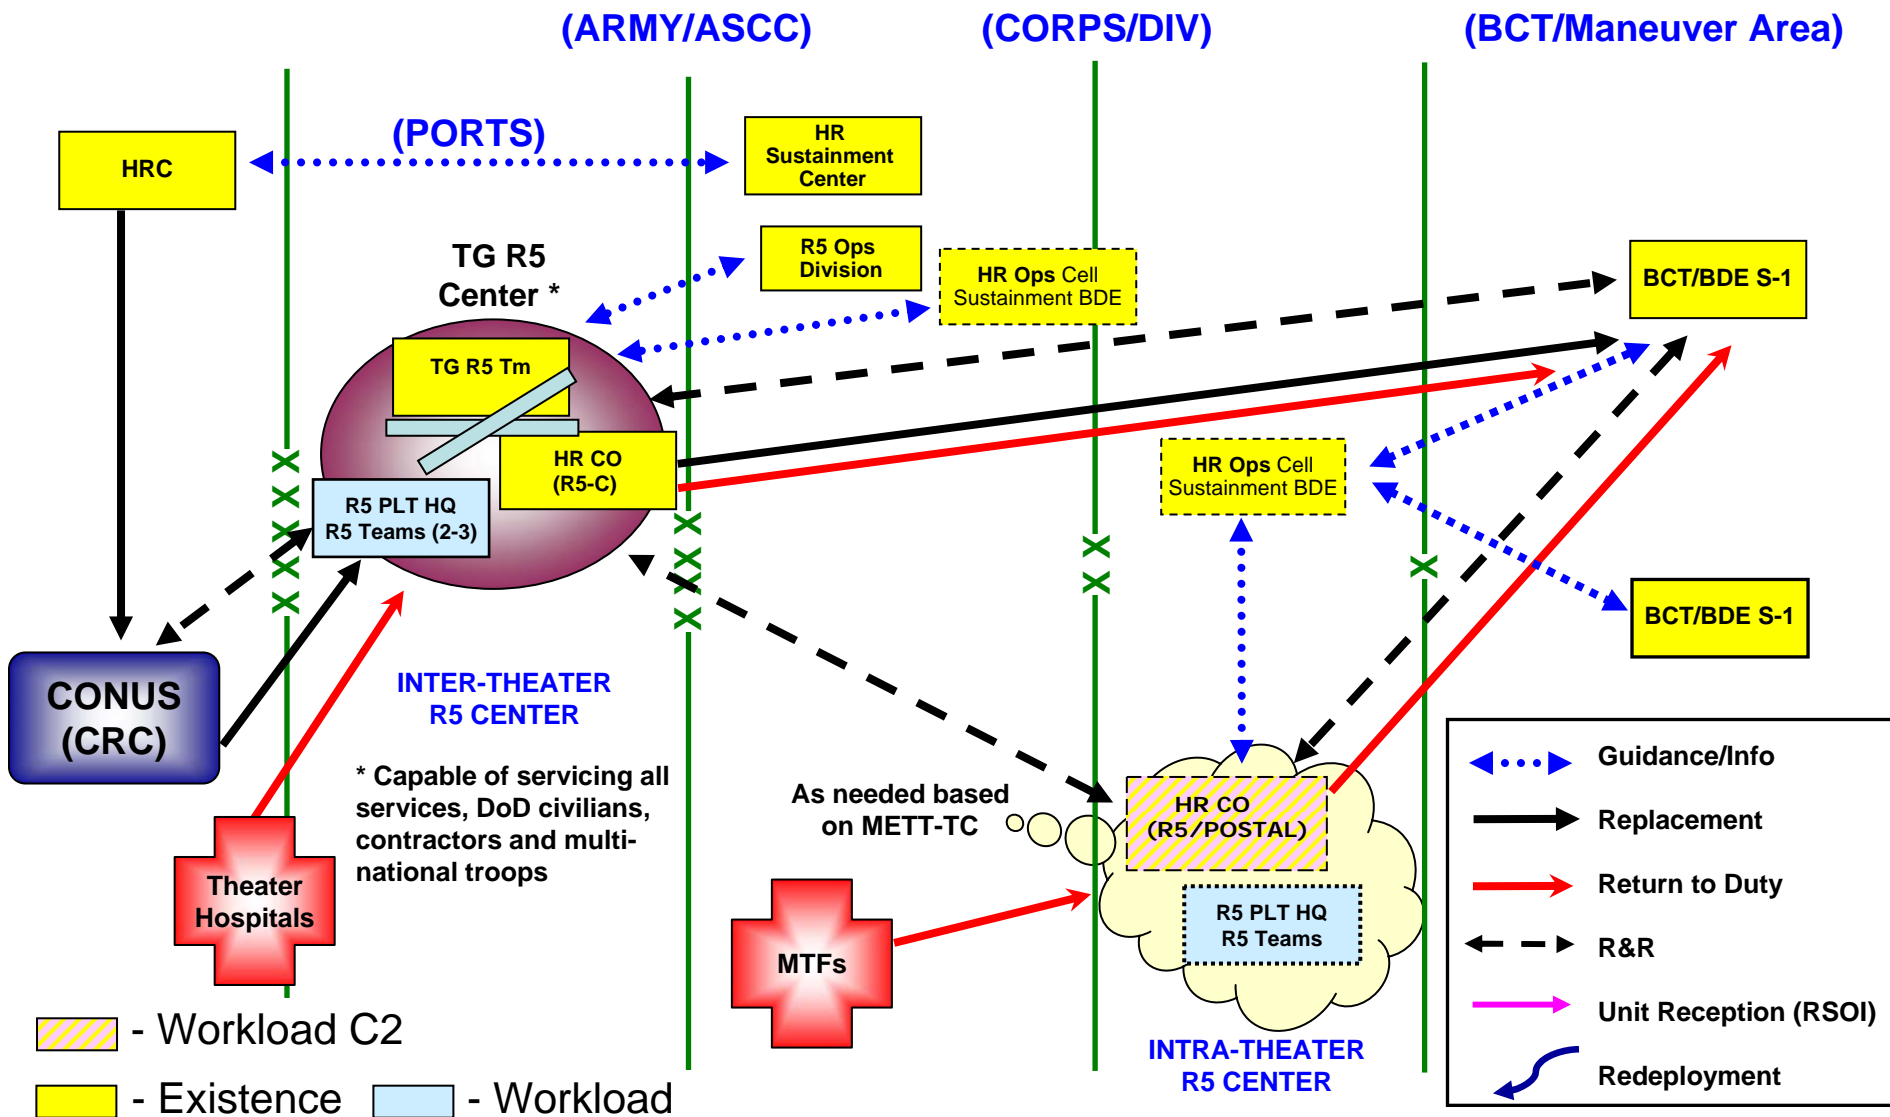 (ARMY/ASCC)
(CORPS/DIV)
(BCT/Maneuver Area)
(PORTS)
HRC
HR
Sustainment
Center
R5 Ops
Division
HR Ops Cell
Sustainment BDE
BCT/BDE S-1
TG R5
Center *
TG R5 Tm
HR CO
(R5-C)
R5 PLT HQ
R5 Teams (2-3)
HR Ops Cell
Sustainment BDE
BCT/BDE S-1
CONUS
(CRC)
INTER-THEATER
R5 CENTER
* Capable of servicing all
services, DoD civilians,
contractors and multi-
national troops
As needed based
on METT-TC
HR CO
(R5/POSTAL)
R5 PLT HQ
R5 Teams
Theater
Hospitals
MTFs
INTRA-THEATER
R5 CENTER
Guidance/Info
Replacement
Return to Duty
R&R
Unit Reception (RSOI)
Redeployment
- Workload C2
- Existence
- Workload
X
X
X
X
X
X
X
X
X
X
X
X